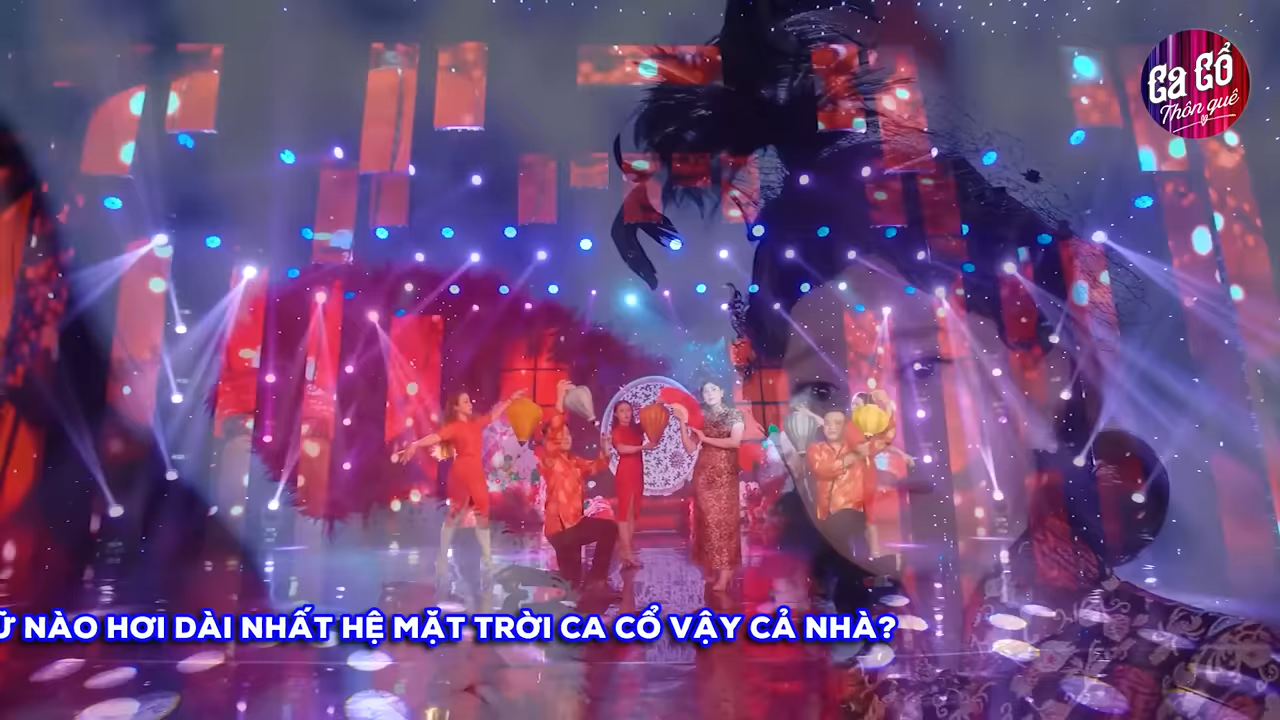 Ca Cổ
Thôn quê
NÀO HƠI DÀI NHẤT HỆ MẶT TRỜI CA CỔ VẬY CẢ NHÀ?